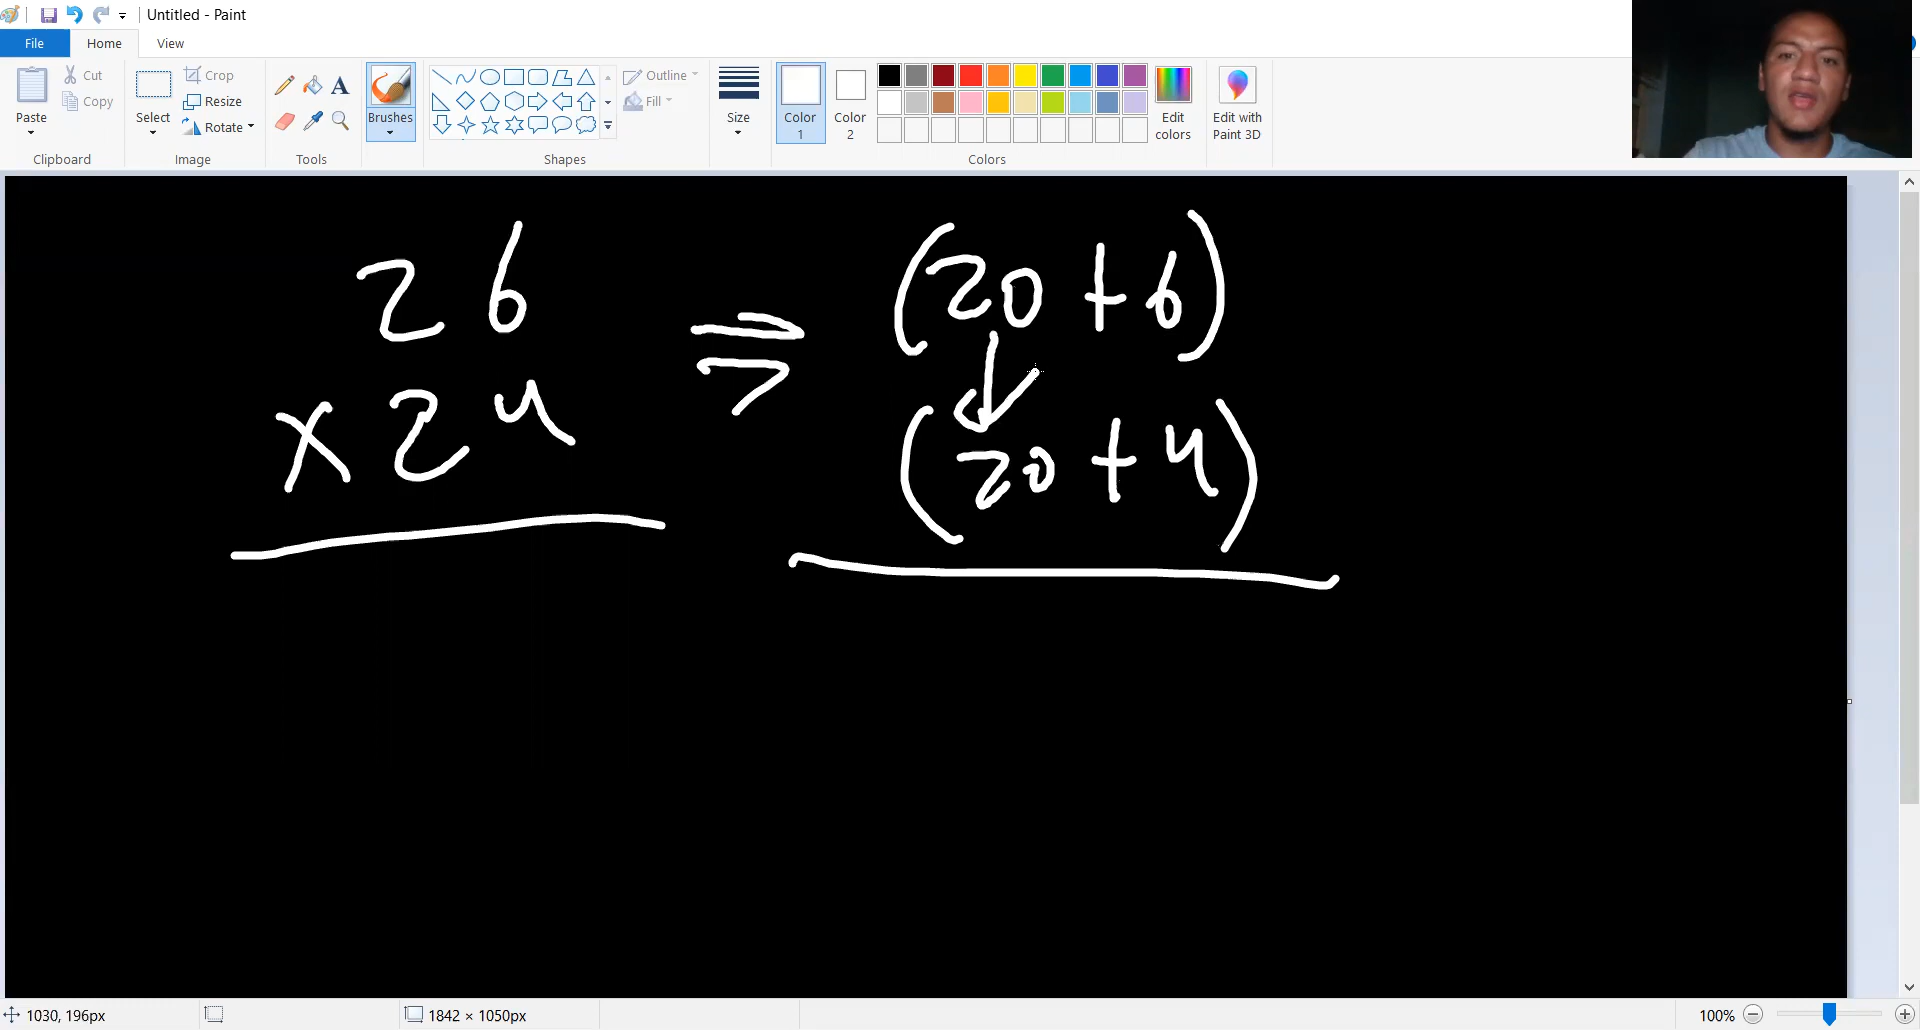 Untitled - Paint
File Home View
Paste
Cut
Copy
Clipboard
Select
Crop
Resize
Rotate
Image
Tools
Brushes
Shapes
Outline
Fill
Size
Color 1
Color 2
Colors
Edit colors
Edit with Paint 3D
26 ⇒ (20 + 6)
x 24 (20 + 4)
1030, 196px
1842 × 1050px
100%